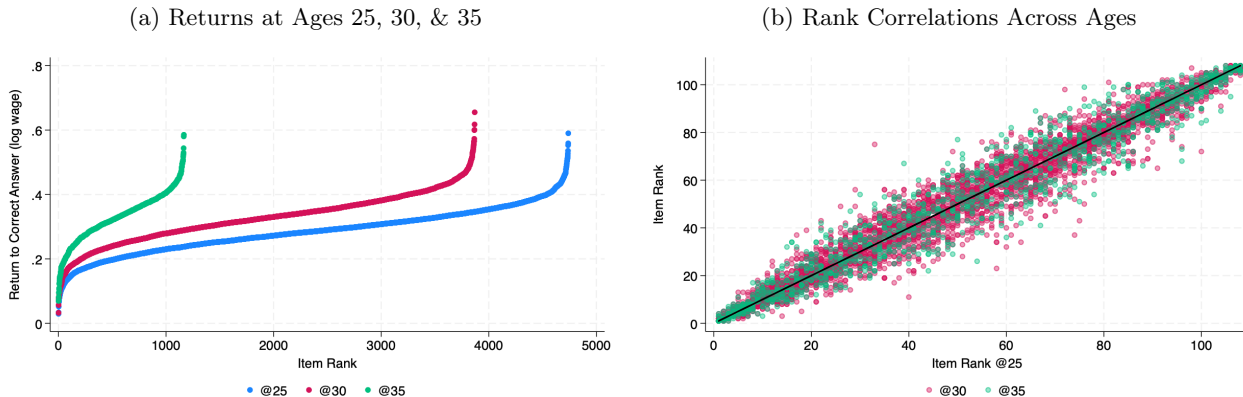 (a) Returns at Ages 25, 30, & 35
Return to Correct Answer (log wage)
.8
.6
.4
.2
0
0 1000 2000 3000 4000 5000
Item Rank
@25 @30 @35
(b) Rank Correlations Across Ages
Item Rank
100
80
60
40
20
0
0 20 40 60 80 100
Item Rank @25
@30 @35